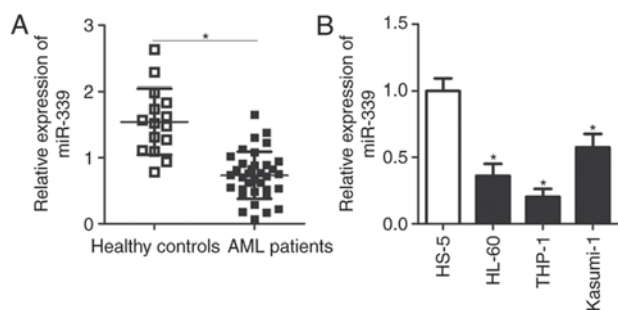 A
Relative expression of
miR-339
3
2
1
0
*
Healthy controls AML patients
B
Relative expression of
miR-339
1.5
1.0
0.5
0.0
*
*
*
HS-5
HL-60
THP-1
Kasumi-1